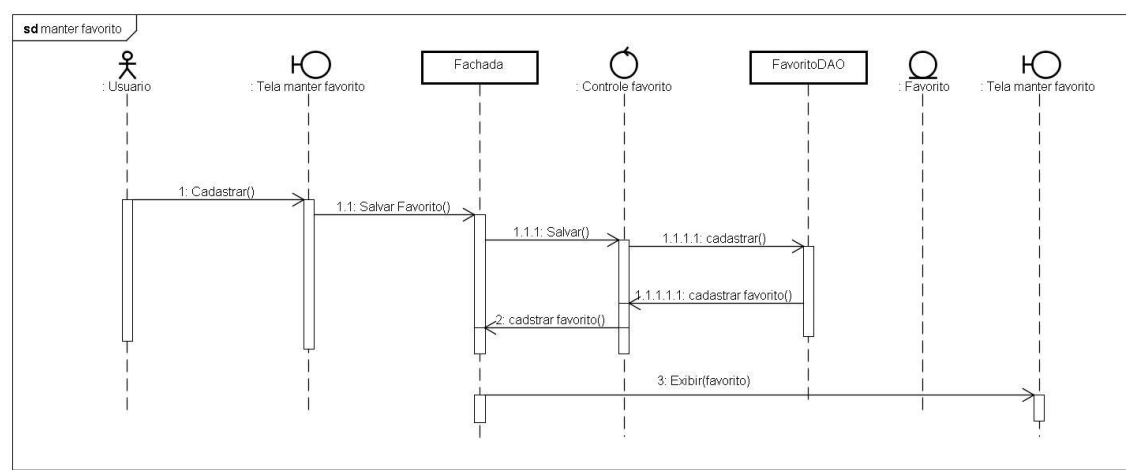 sd manter favorito
: Usuario
: Tela manter favorito
Fachada
: Controle favorito
FavoritoDAO
: Favorito
: Tela manter favorito
1: Cadastrar()
1.1: Salvar Favorito()
1.1.1: Salvar()
1.1.1.1: cadastrar()
1.1.1.1.1: cadastrar favorito()
2: cadstrar favorito()
3: Exibir(favorito)